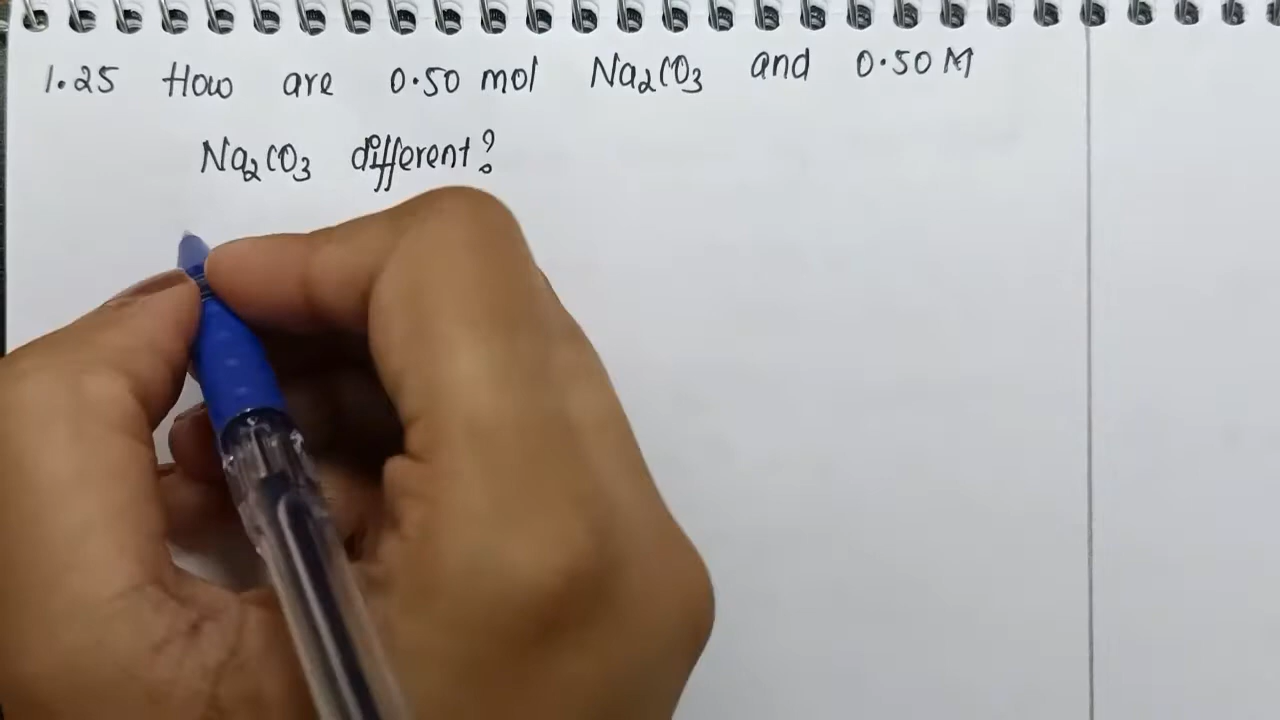 1.25 How are 0.50 mol Na₂CO₃ and 0.50 M
Na₂CO₃ different?